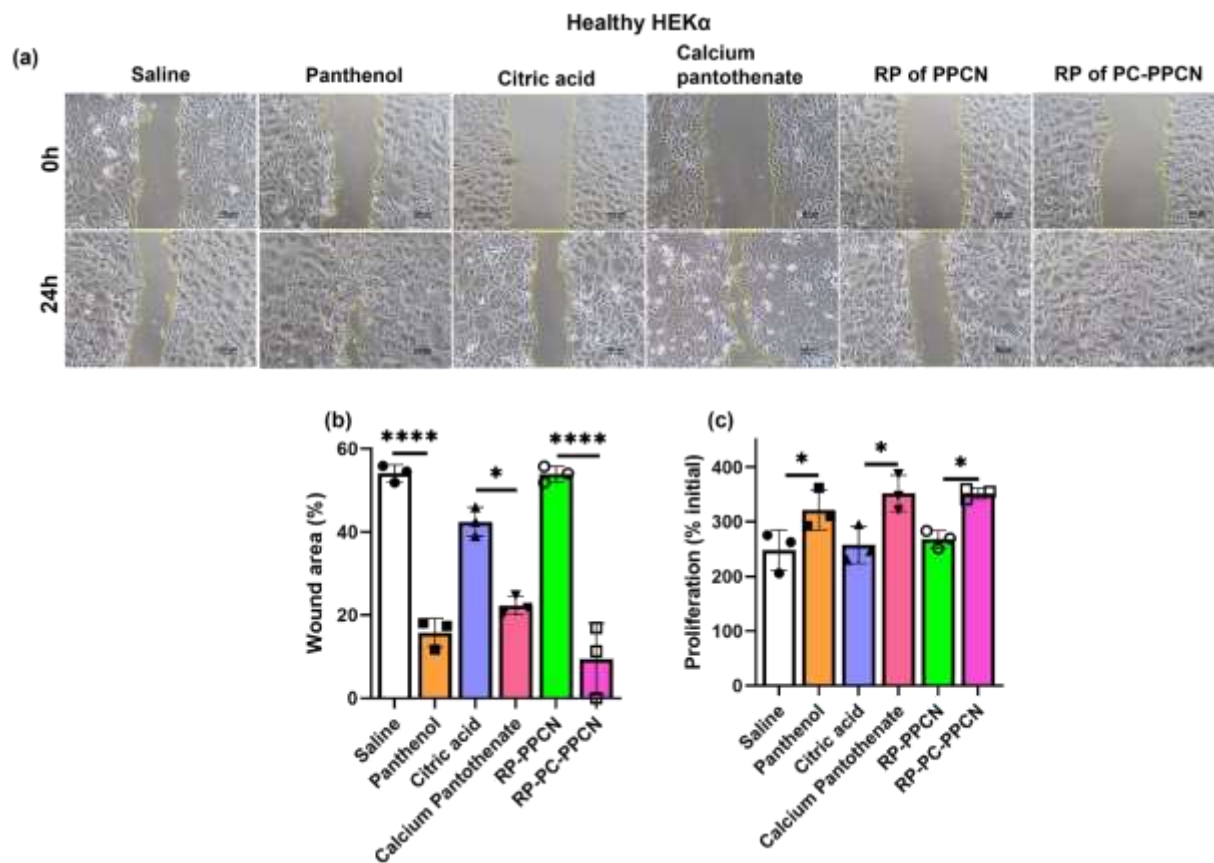 Healthy HEKα
(a)
Saline
Panthenol
Citric acid
Calcium
pantothenate
RP of PPCN
RP of PC-PPCN
0h
24h
(b)
Wound area (%)
60
40
20
0
****
*
****
Saline
Panthenol
Citric acid
Calcium Pantothenate
RP-PPCN
RP-PC-PPCN
(c)
Proliferation (% initial)
400
300
200
100
0
*
*
*
Saline
Panthenol
Citric acid
Calcium Pantothenate
RP-PPCN
RP-PC-PPCN